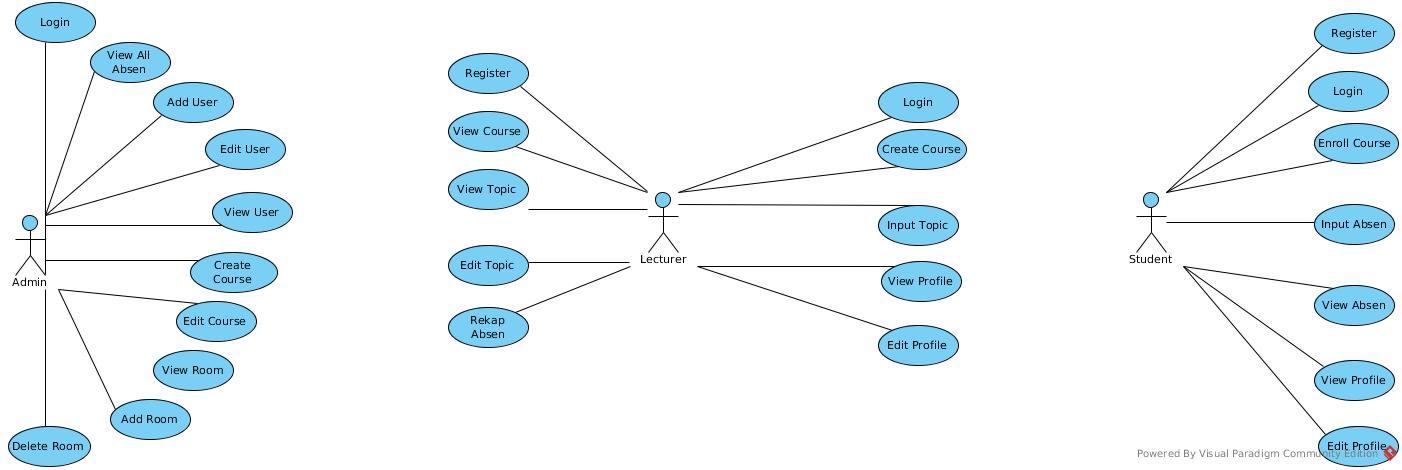 Login
View All
Absen
Add User
Edit User
View User
Create
Course
Edit Course
View Room
Add Room
Delete Room
Admin
Register
View Course
View Topic
Edit Topic
Rekap
Absen
Lecturer
Login
Create Course
Input Topic
View Profile
Edit Profile
Register
Login
Enroll Course
Input Absen
Student
View Absen
View Profile
Edit Profile
Powered By Visual Paradigm Community Edition